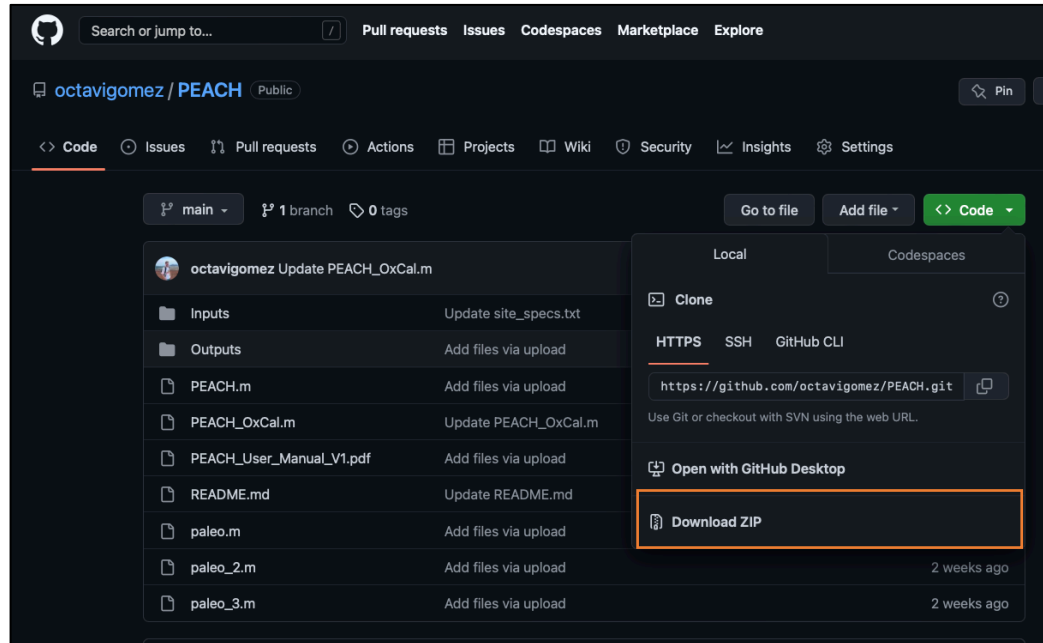 Search or jump to... / Pull requests Issues Codespaces Marketplace Explore
octavigomez / PEACH Public Pin
<> Code Issues Pull requests Actions Projects Wiki Security Insights Settings
main 1 branch 0 tags Go to file Add file <> Code
octavigomez Update PEACH_OxCal.m
Inputs Update site_specs.txt
Outputs Add files via upload
PEACH.m Add files via upload
PEACH_OxCal.m Update PEACH_OxCal.m
PEACH_User_Manual_V1.pdf Add files via upload
README.md Update README.md
paleo.m Add files via upload
paleo_2.m Add files via upload 2 weeks ago
paleo_3.m Add files via upload 2 weeks ago
Local Codespaces
Clone ?
HTTPS SSH GitHub CLI
https://github.com/octavigomez/PEACH.git
Use Git or checkout with SVN using the web URL.
Open with GitHub Desktop
Download ZIP